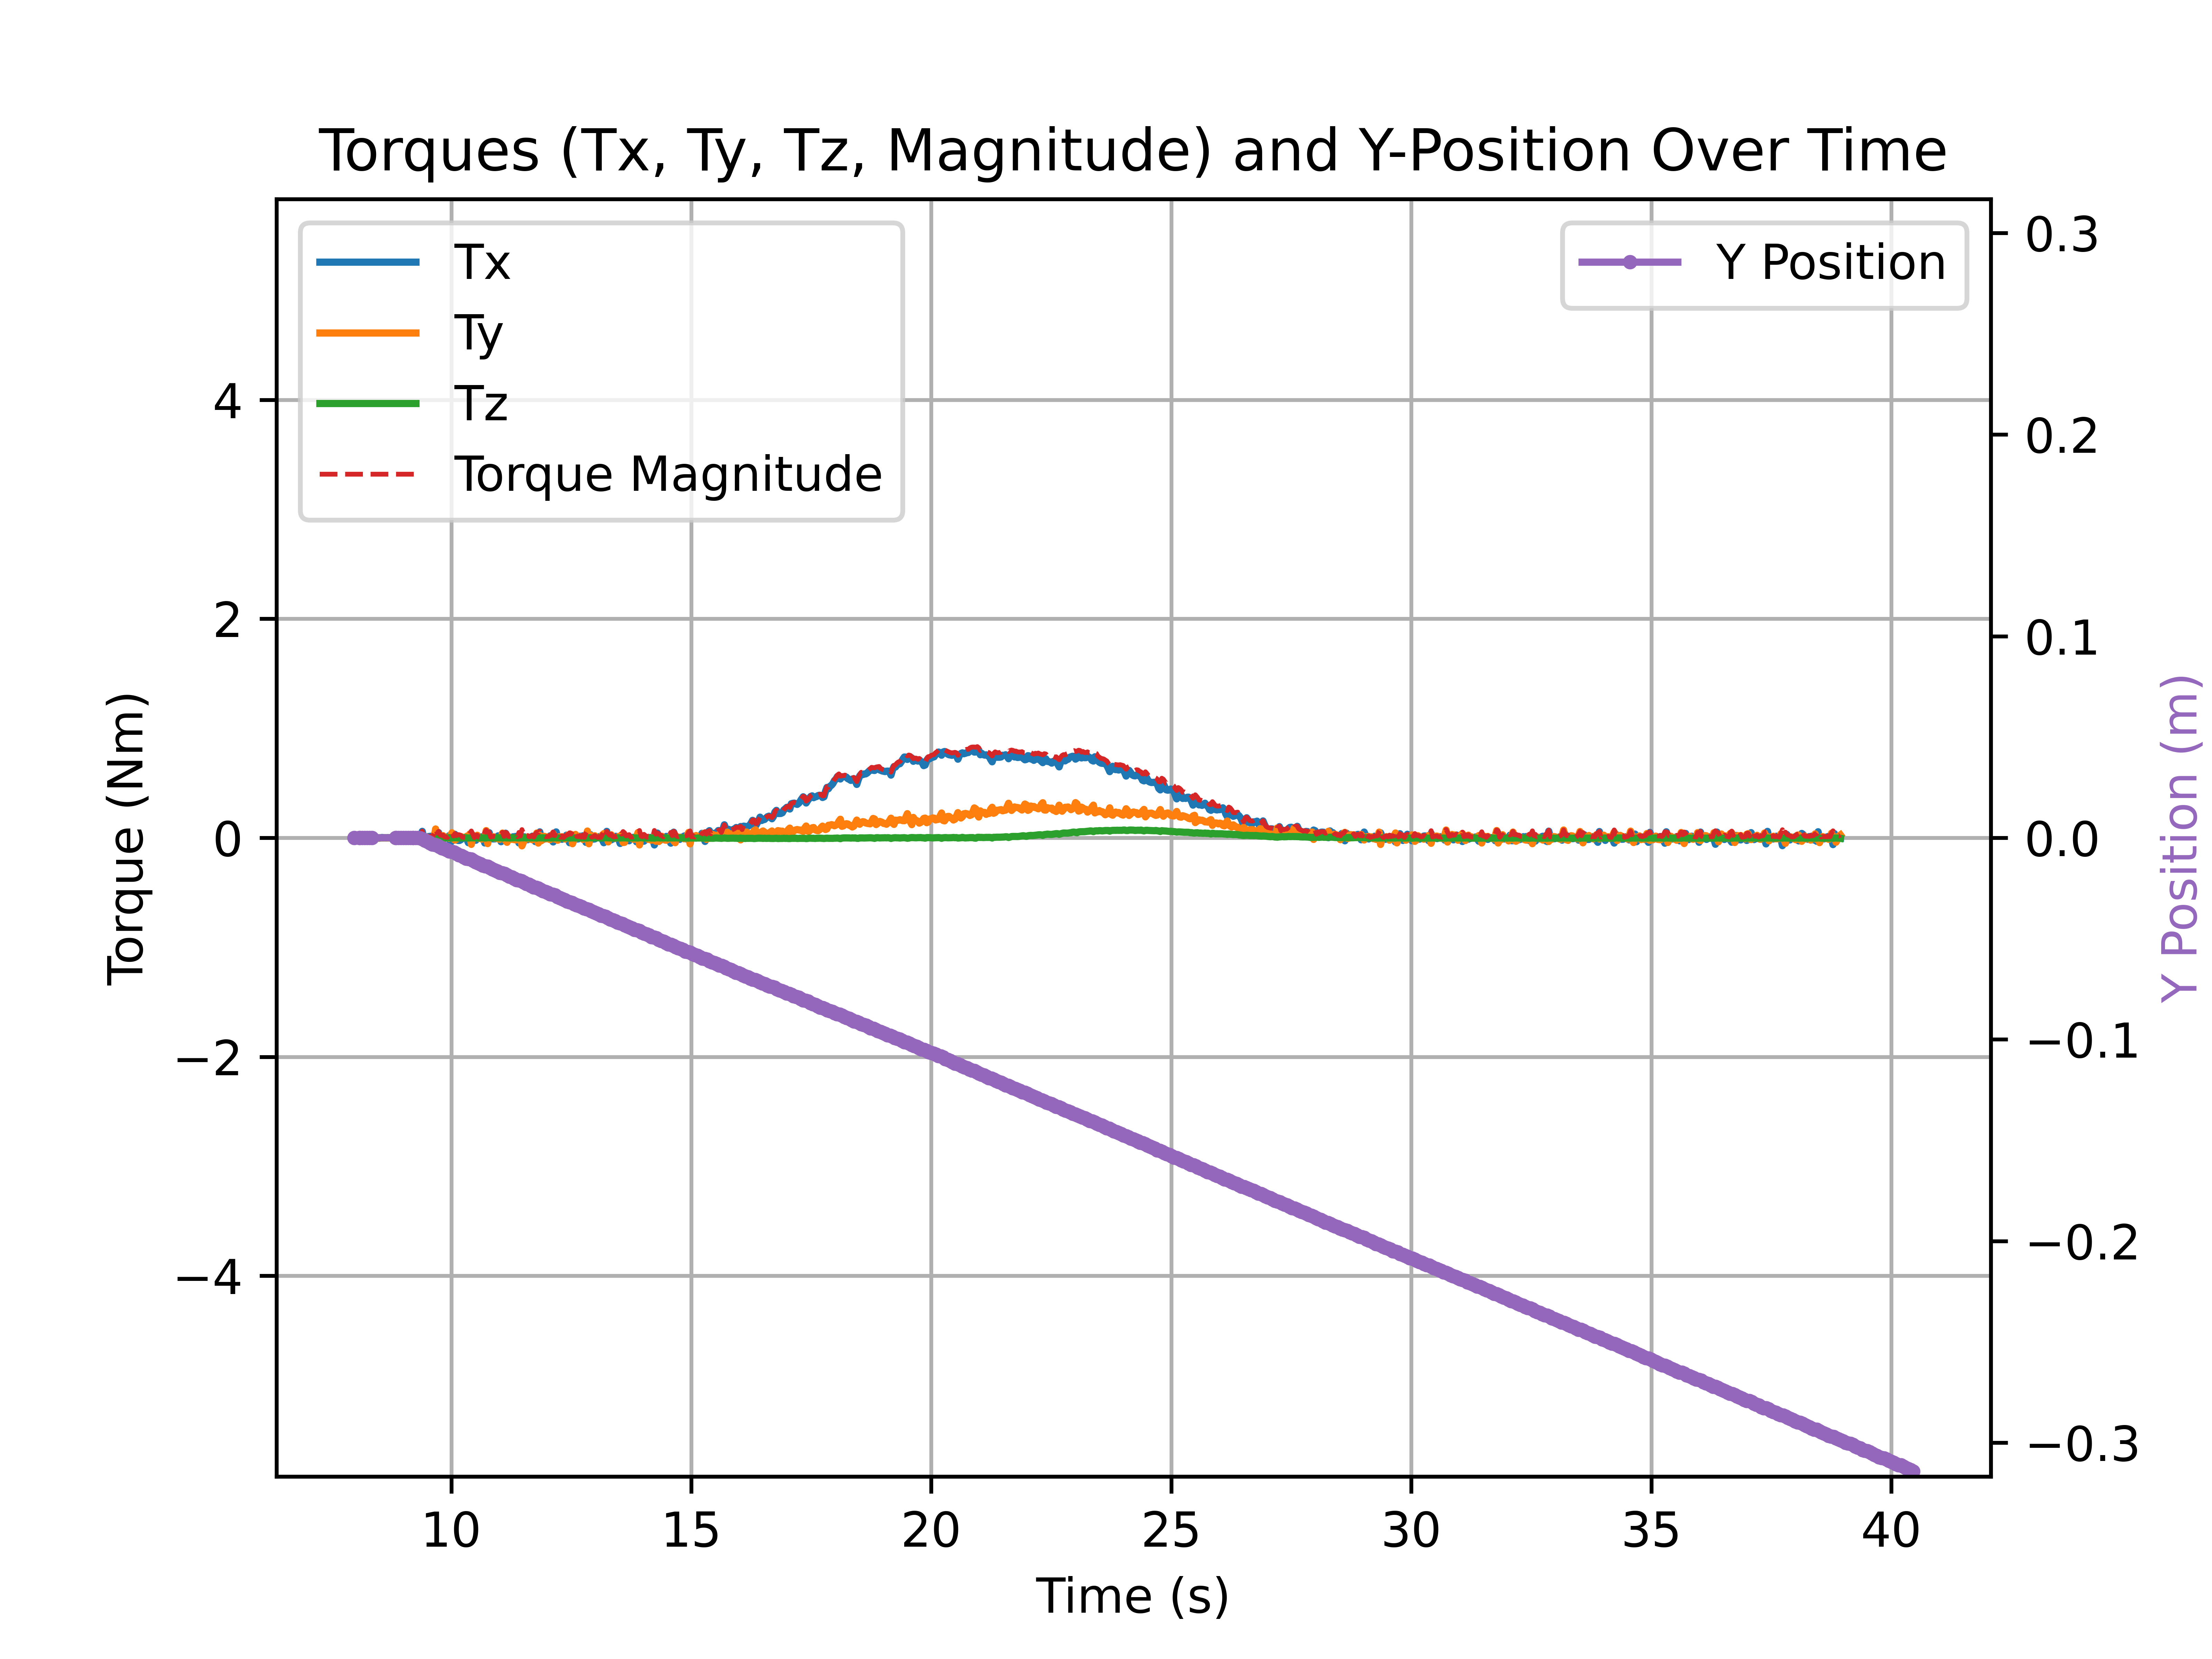 Torques (Tx, Ty, Tz, Magnitude) and Y-Position Over Time
Tx
Ty
Tz
Torque Magnitude
Y Position
4
2
0
−2
−4
Torque (Nm)
0.3
0.2
0.1
0.0
−0.1
−0.2
−0.3
Y Position (m)
10 15 20 25 30 35 40
Time (s)